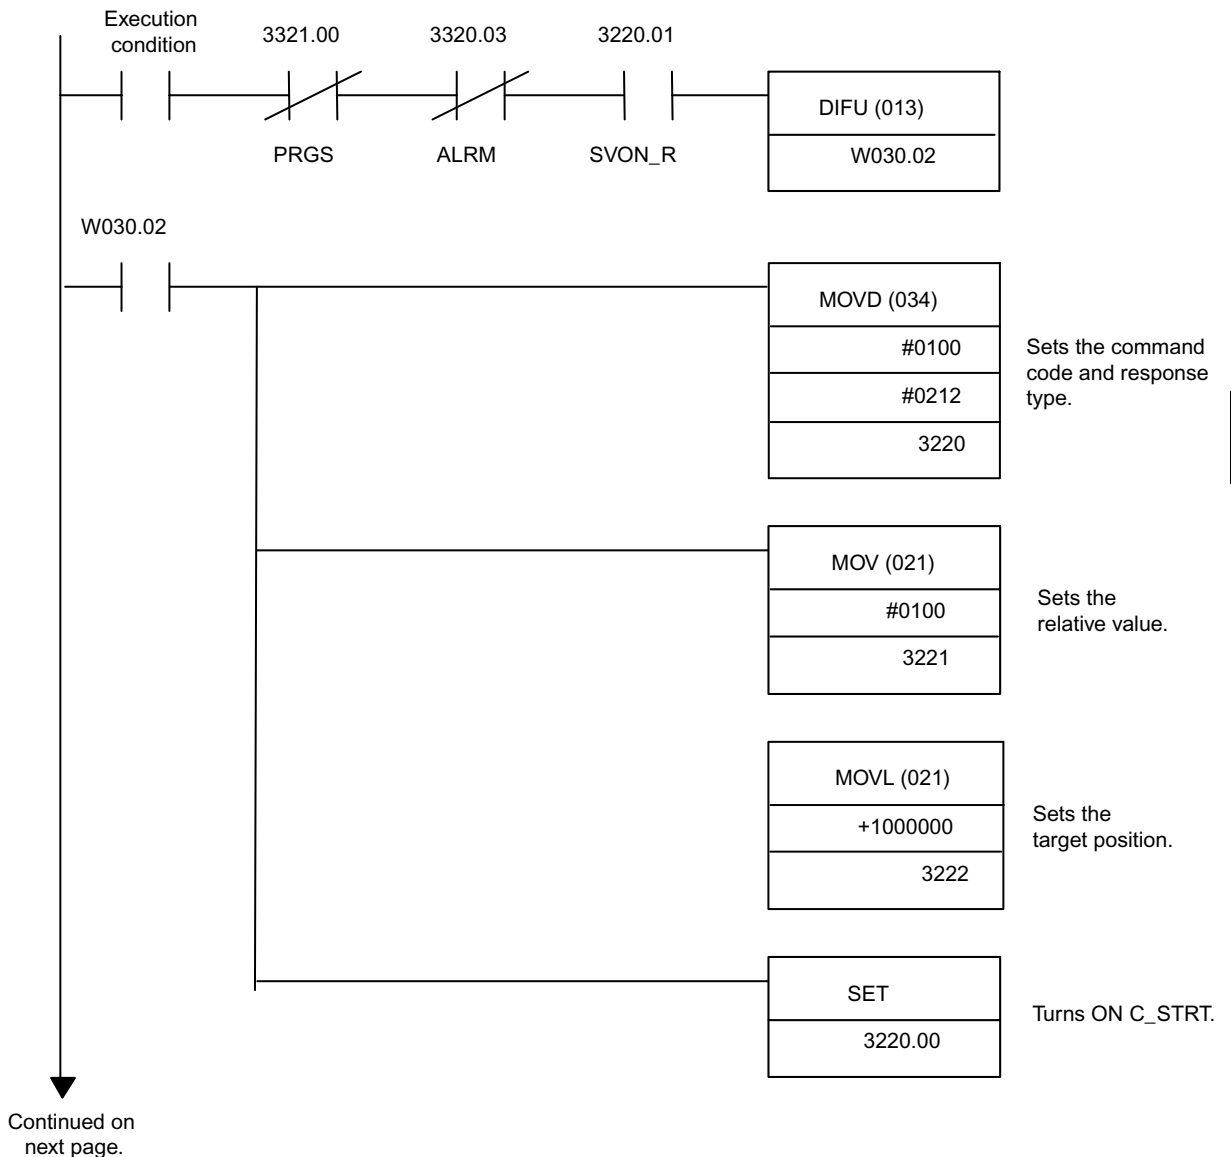 Execution
condition
3321.00
3320.03
3220.01
PRGS
ALRM
SVON_R
DIFU (013)
W030.02
W030.02
MOVD (034)
#0100
#0212
3220
Sets the command
code and response
type.
MOV (021)
#0100
3221
Sets the
relative value.
MOVL (021)
+1000000
3222
Sets the
target position.
SET
3220.00
Turns ON C_STRT.
Continued on
next page.